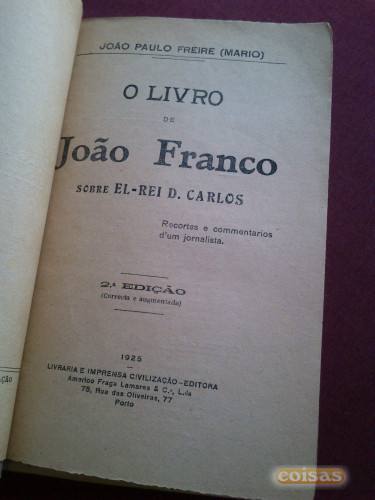 JOÃO PAULO FREIRE (MARIO)
O LIVRO
DE
João Franco
SOBRE EL-REI D. CARLOS
Recortes e commentarios
d'um jornalista.
2.ª EDIÇÃO
(Correcta e augmentada)
1925
LIVRARIA E IMPRENSA CIVILIZAÇÃO-EDITORA
Americo Fraga Lamares & C.ª, L.da
75, Rua das Oliveiras, 77
Porto
coisas